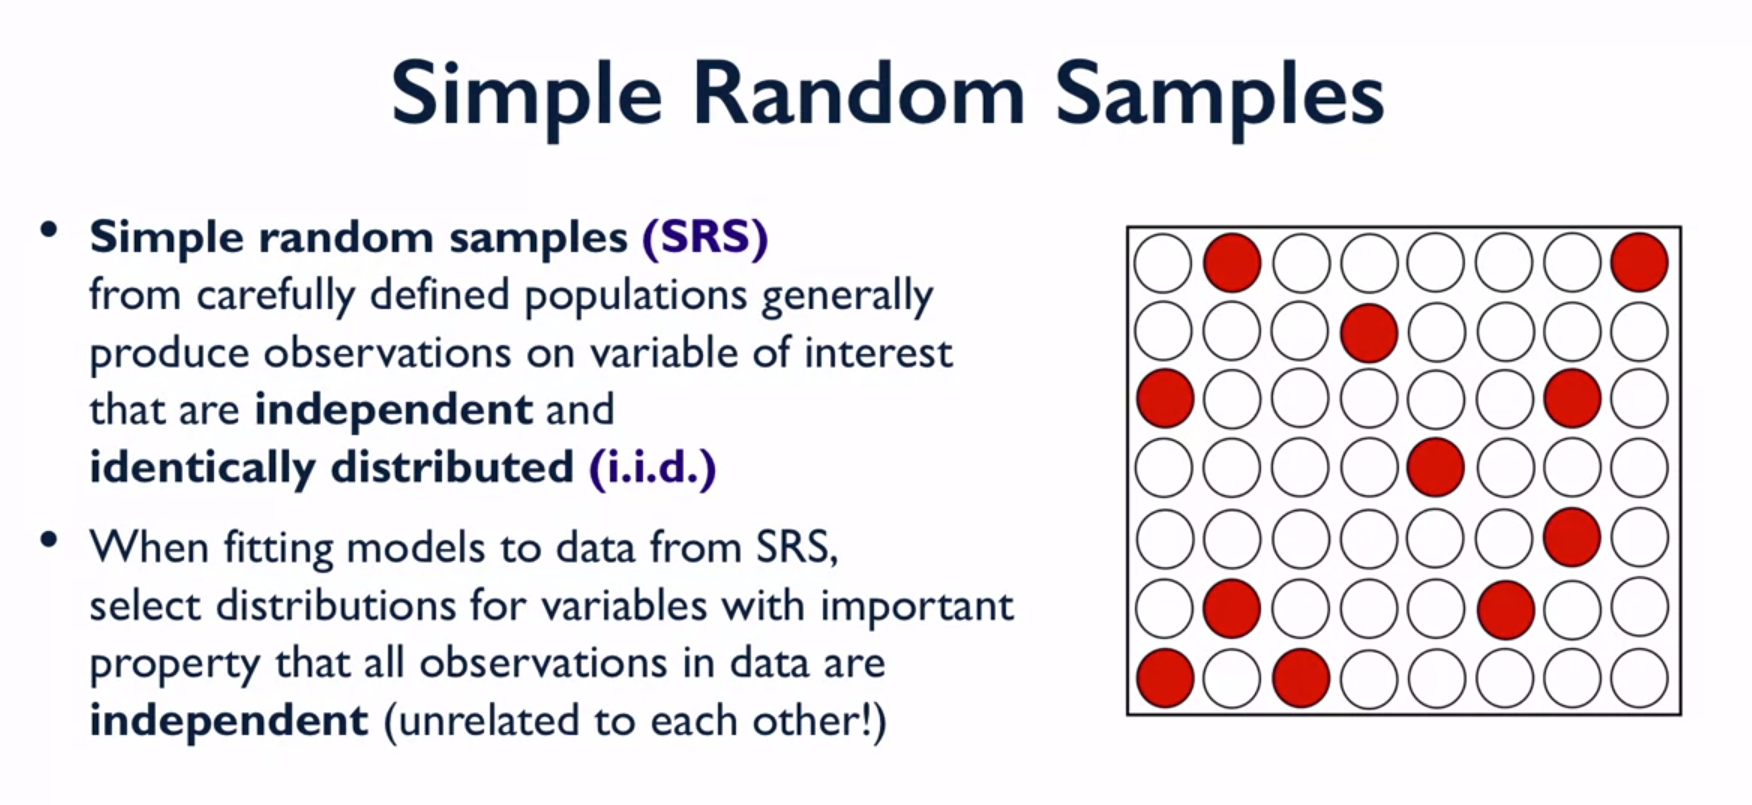 Simple Random Samples
• Simple random samples (SRS)
from carefully defined populations generally
produce observations on variable of interest
that are independent and
identically distributed (i.i.d.)
• When fitting models to data from SRS,
select distributions for variables with important
property that all observations in data are
independent (unrelated to each other!)